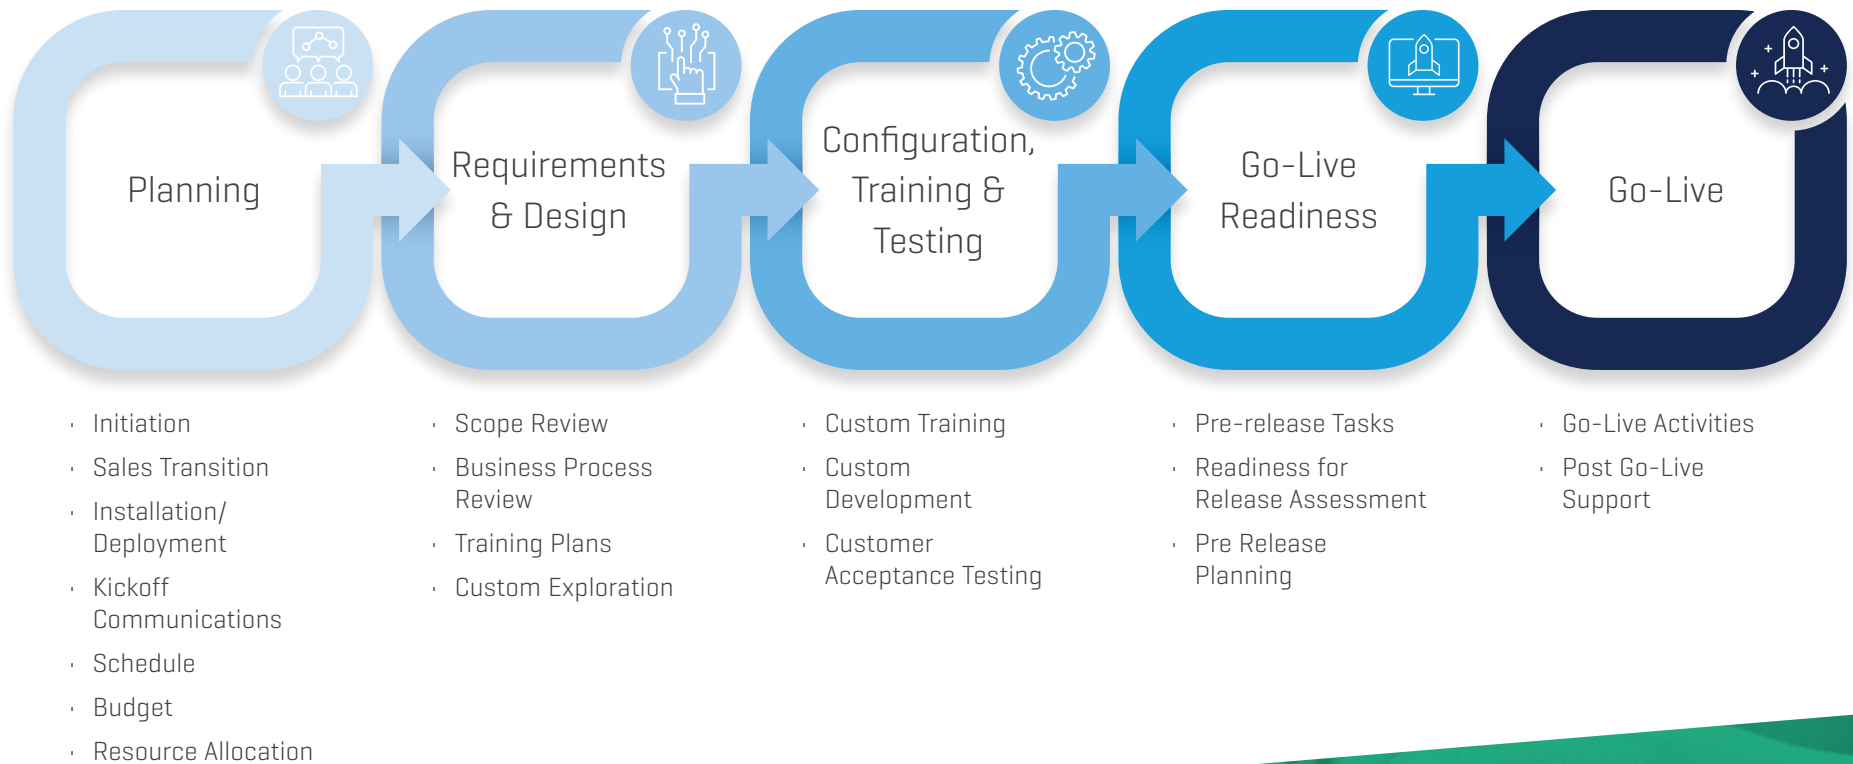 Planning
Requirements
& Design
Configuration,
Training &
Testing
Go-Live
Readiness
Go-Live
· Initiation
· Sales Transition
· Installation/
Deployment
· Kickoff
Communications
· Schedule
· Budget
· Resource Allocation
· Scope Review
· Business Process
Review
· Training Plans
· Custom Exploration
· Custom Training
· Custom
Development
· Customer
Acceptance Testing
· Pre-release Tasks
· Readiness for
Release Assessment
· Pre Release
Planning
· Go-Live Activities
· Post Go-Live
Support